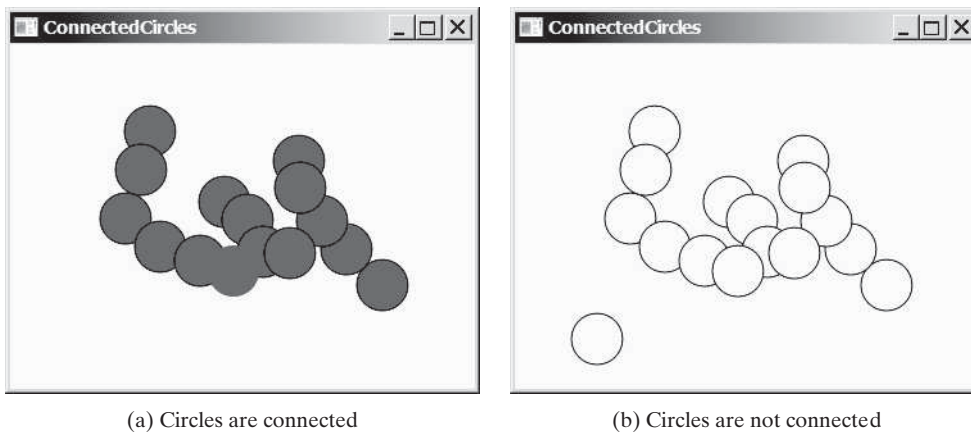 ConnectedCircles
ConnectedCircles
(a) Circles are connected
(b) Circles are not connected